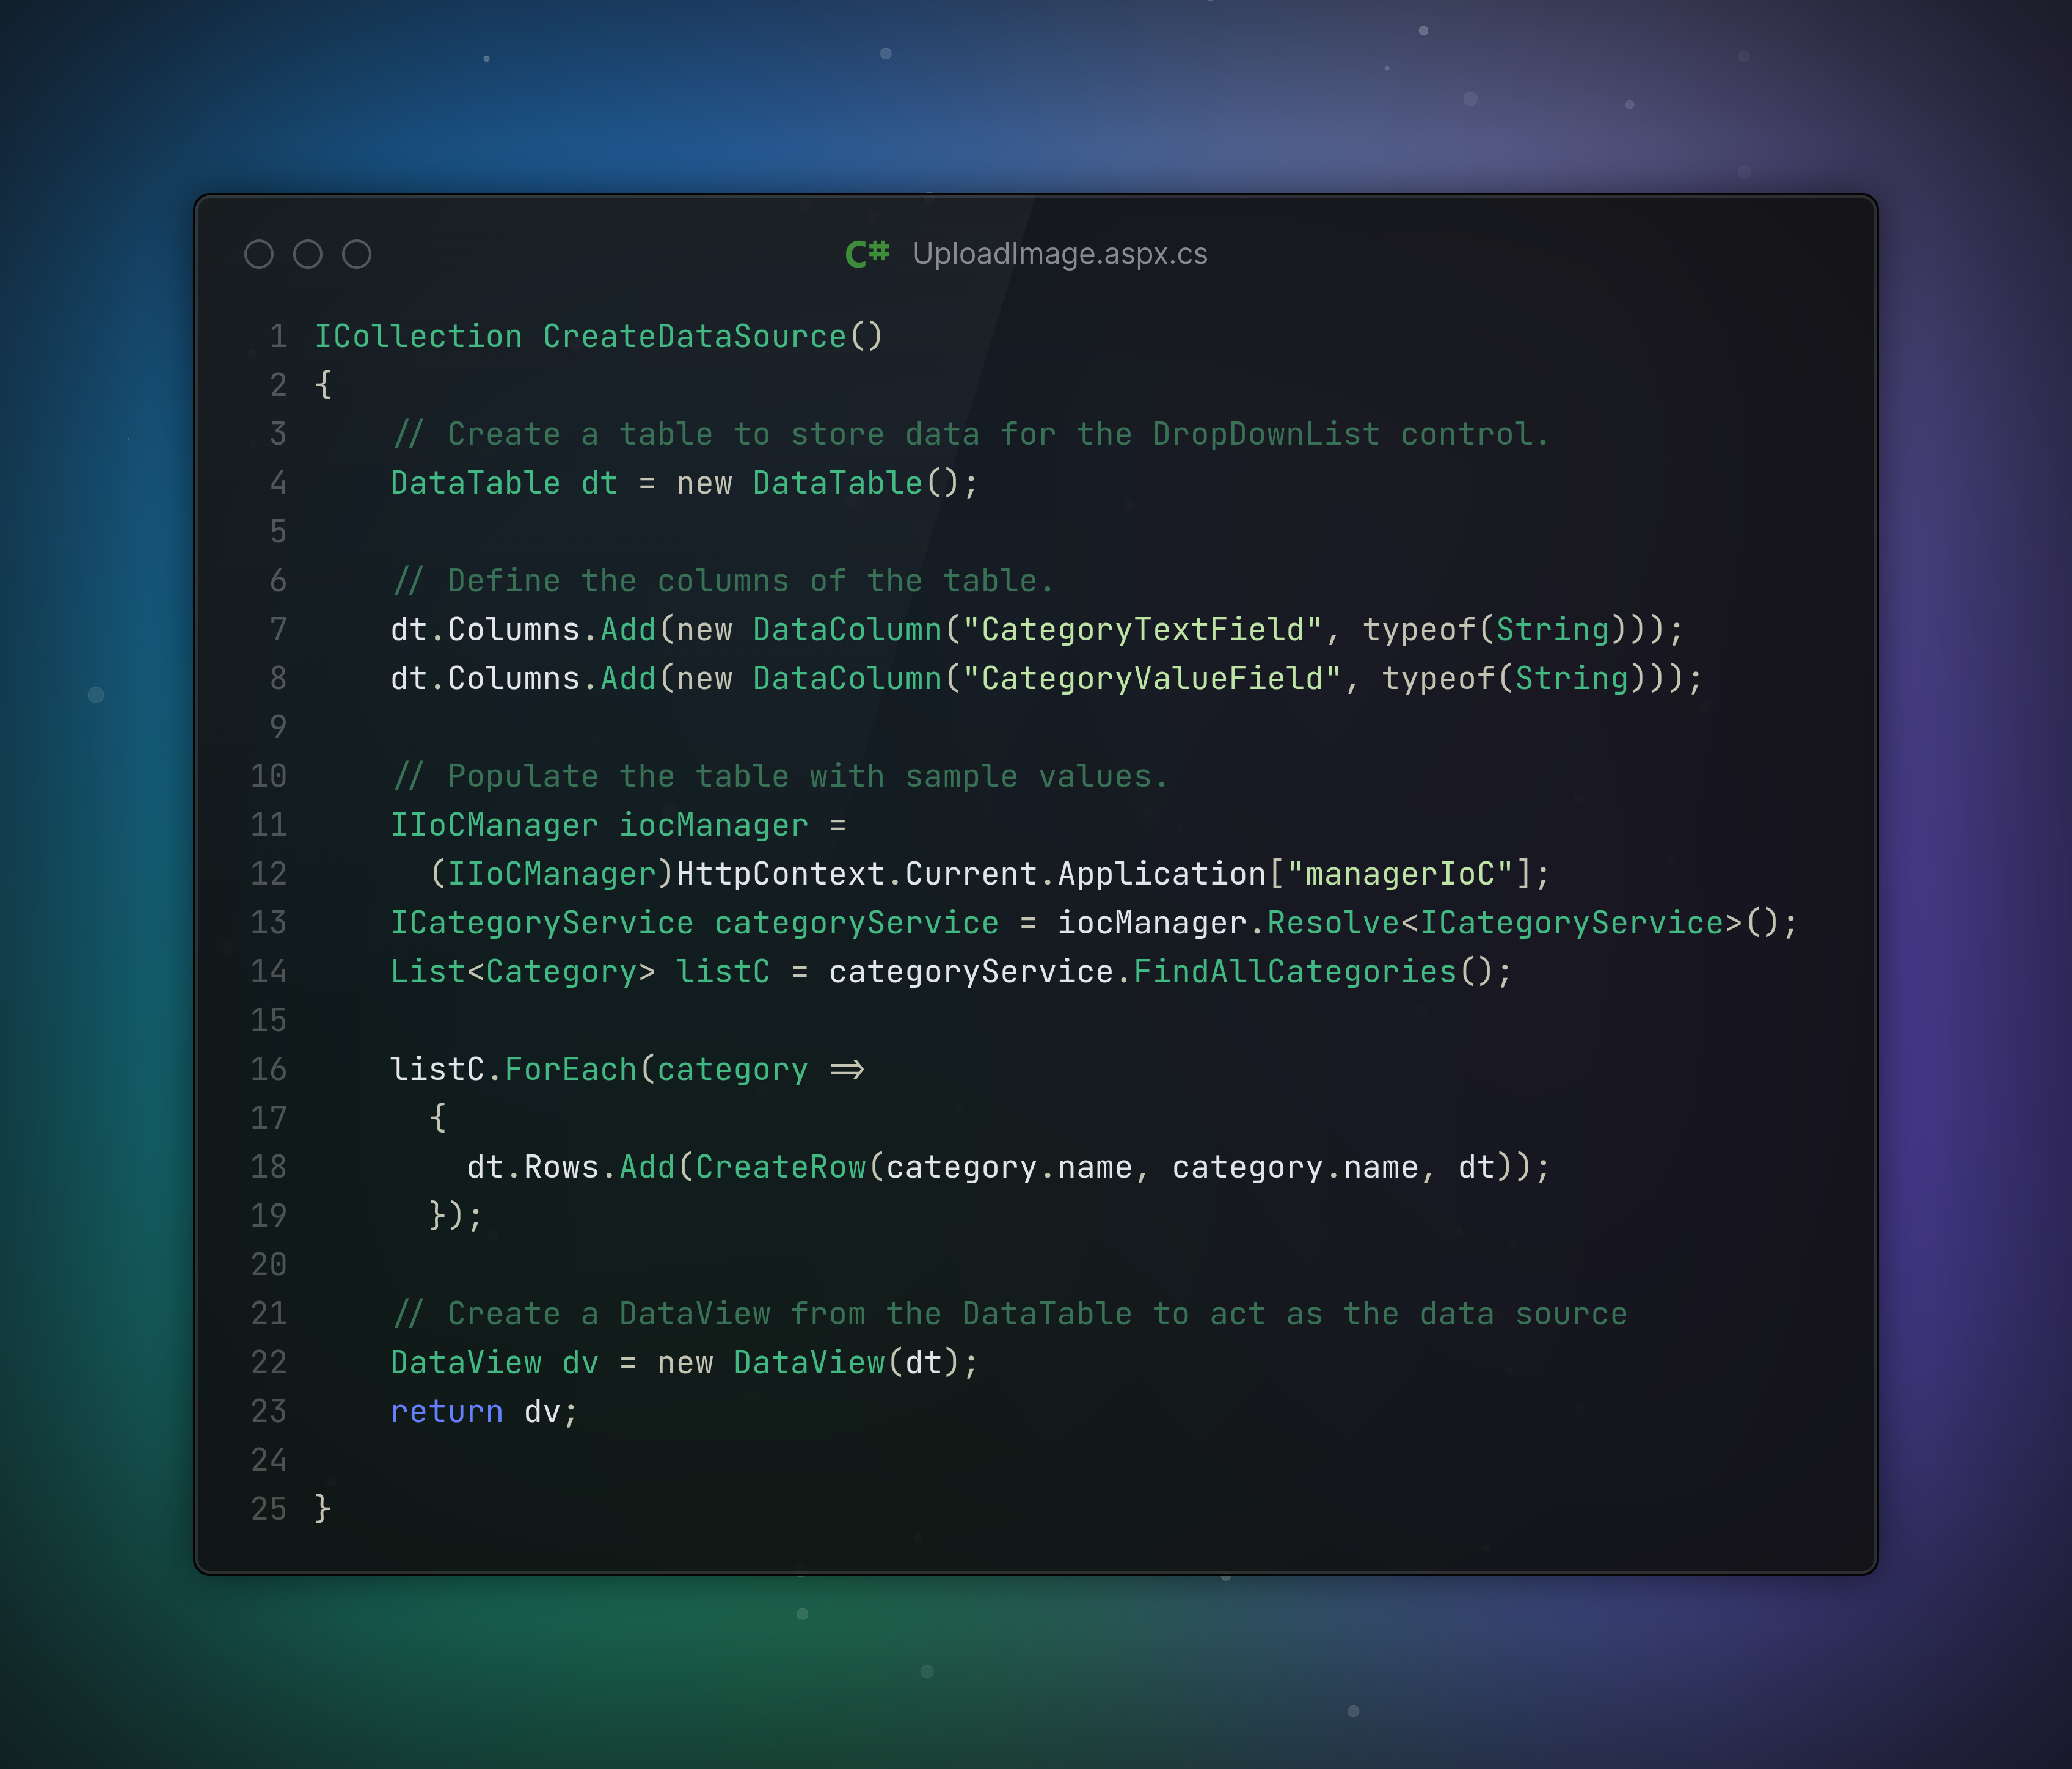 C# UploadImage.aspx.cs
1 ICollection CreateDataSource()
2 {
3     // Create a table to store data for the DropDownList control.
4     DataTable dt = new DataTable();
5
6     // Define the columns of the table.
7     dt.Columns.Add(new DataColumn("CategoryTextField", typeof(String)));
8     dt.Columns.Add(new DataColumn("CategoryValueField", typeof(String)));
9
10     // Populate the table with sample values.
11     IIoCManager iocManager =
12       (IIoCManager)HttpContext.Current.Application["managerIoC"];
13     ICategoryService categoryService = iocManager.Resolve<ICategoryService>();
14     List<Category> listC = categoryService.FindAllCategories();
15
16     listC.ForEach(category =>
17       {
18         dt.Rows.Add(CreateRow(category.name, category.name, dt));
19       });
20
21     // Create a DataView from the DataTable to act as the data source
22     DataView dv = new DataView(dt);
23     return dv;
24
25 }